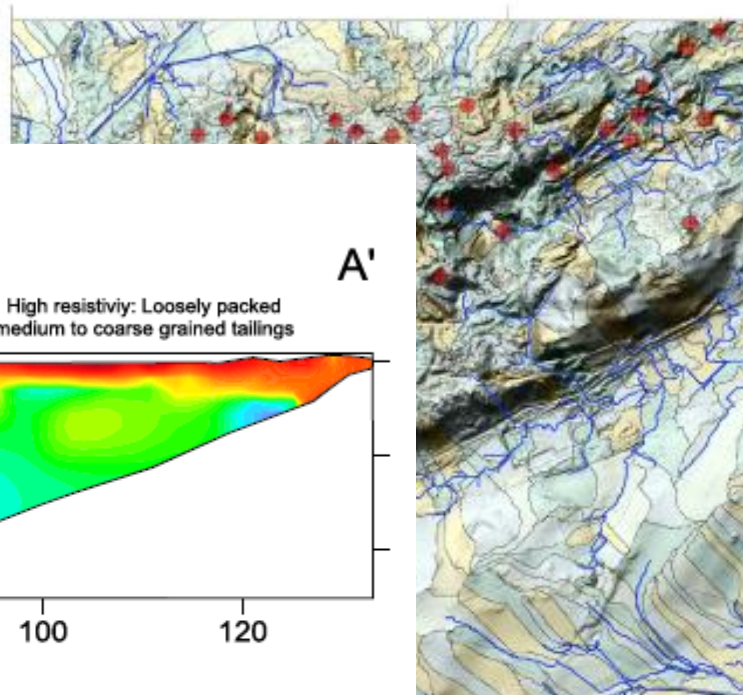 A'
High resistiviy: Loosely packed
medium to coarse grained tailings
100
120